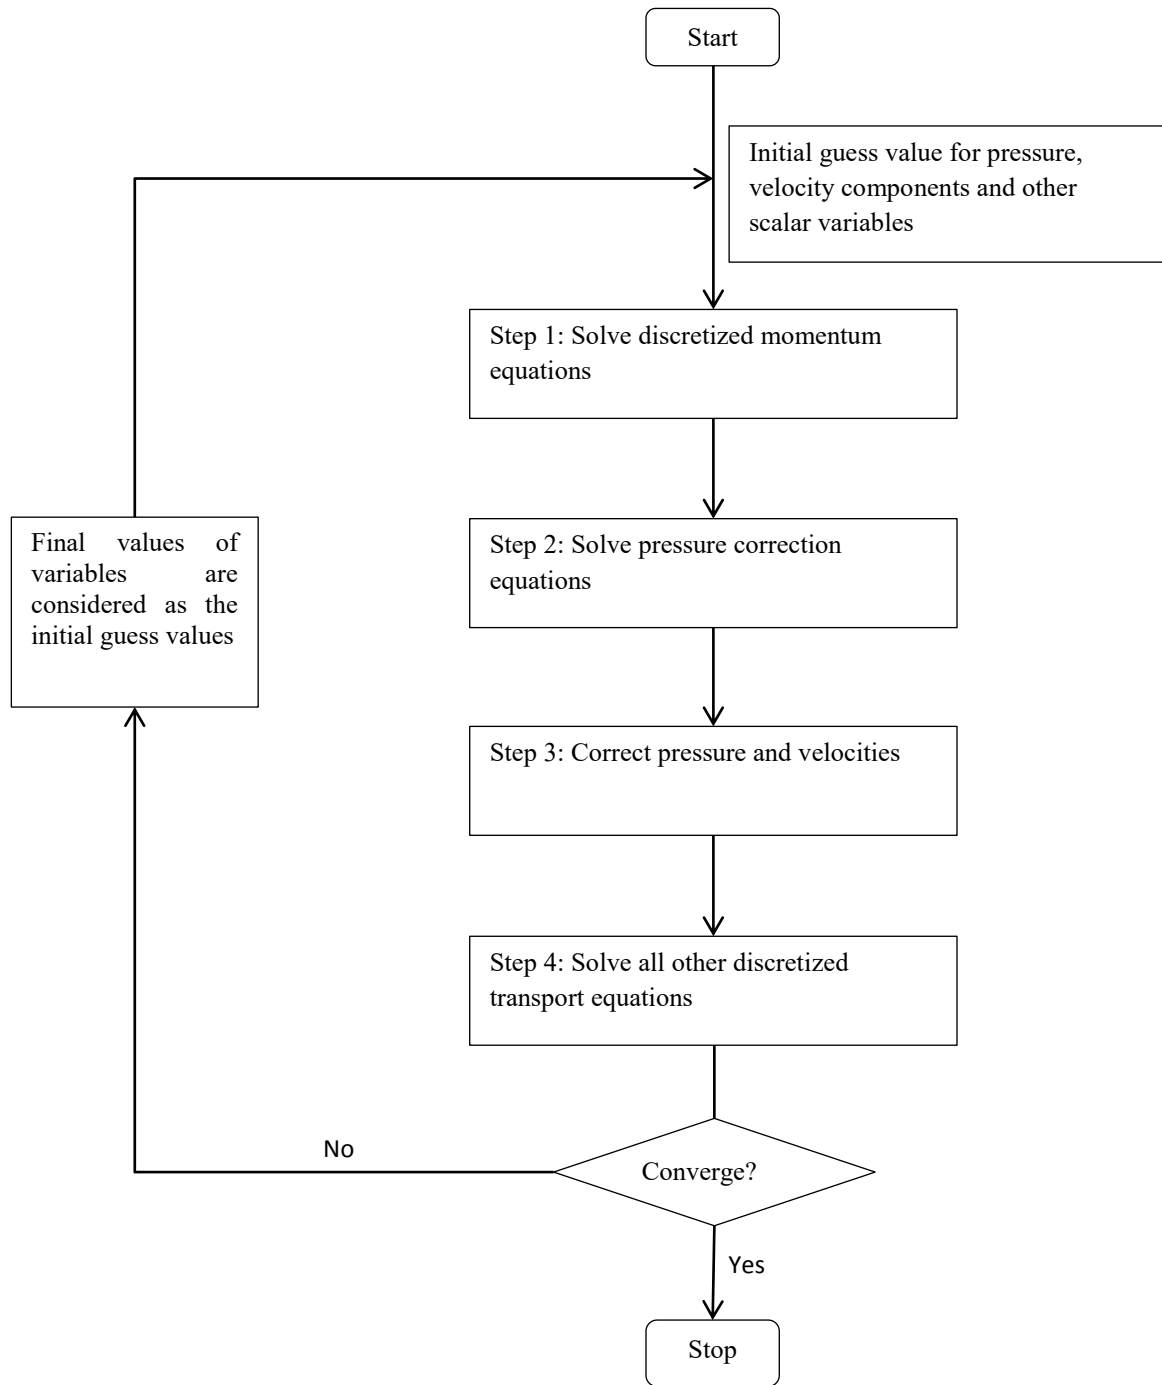 Start
Initial guess value for pressure,
velocity components and other
scalar variables
Step 1: Solve discretized momentum
equations
Step 2: Solve pressure correction
equations
Final values of
variables are
considered as the
initial guess values
Step 3: Correct pressure and velocities
Step 4: Solve all other discretized
transport equations
No
Converge?
Yes
Stop